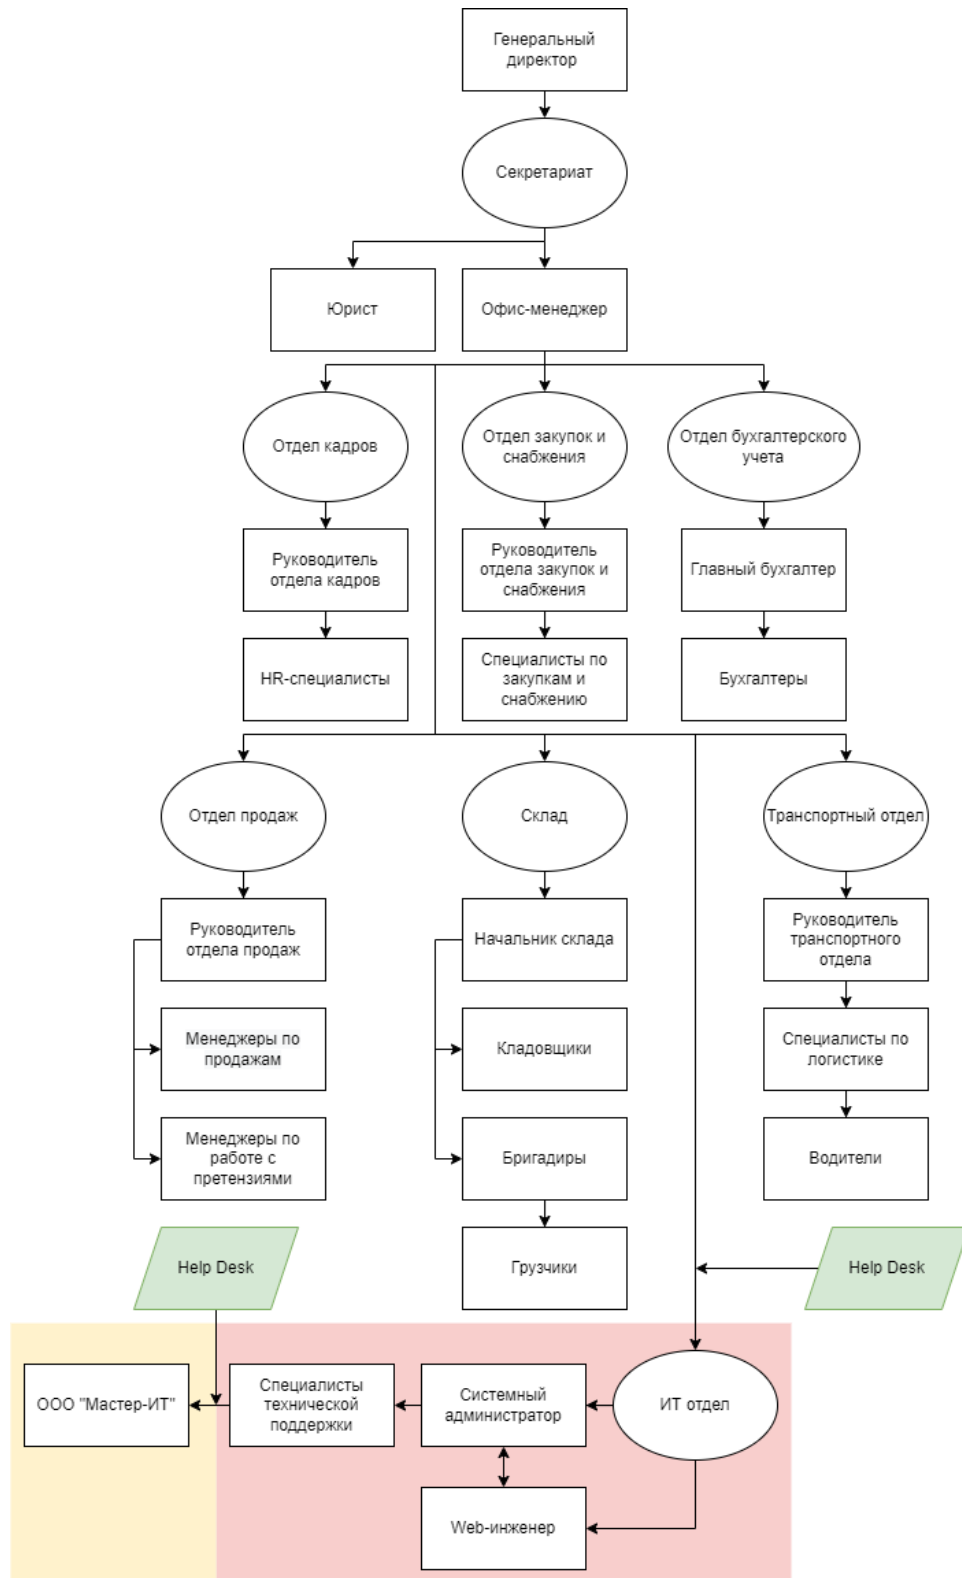 Генеральный
директор
Секретариат
Юрист
Офис-менеджер
Отдел кадров
Отдел закупок и
снабжения
Отдел бухгалтерского
учета
Руководитель
отдела кадров
Руководитель
отдела закупок и
снабжения
Главный бухгалтер
HR-специалисты
Специалисты по
закупкам и
снабжению
Бухгалтеры
Отдел продаж
Склад
Транспортный отдел
Руководитель
отдела продаж
Начальник склада
Руководитель
транспортного
отдела
Менеджеры по
продажам
Кладовщики
Специалисты по
логистике
Менеджеры по
работе с
претензиями
Бригадиры
Водители
Help Desk
Грузчики
Help Desk
ООО "Мастер-ИТ"
Специалисты
технической
поддержки
Системный
администратор
ИТ отдел
Web-инженер